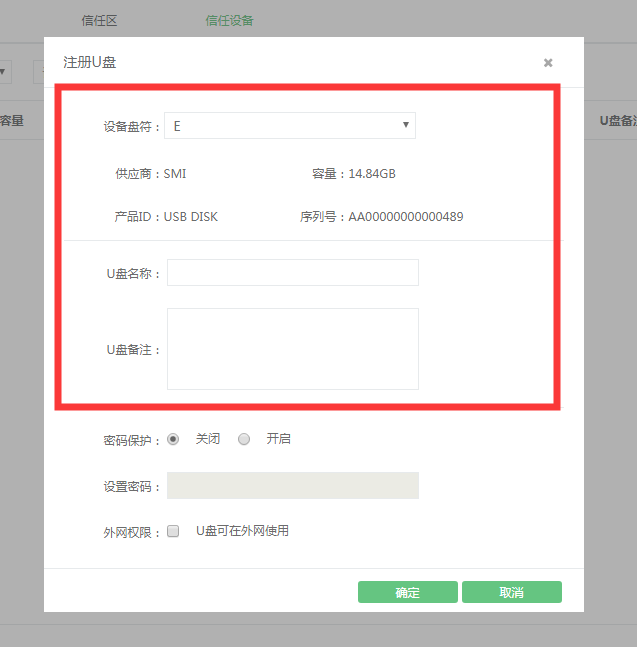 信任区 信任设备
注册U盘 ×
容量 U盘备注
设备盘符： E
供应商：SMI 容量：14.84GB
产品ID：USB DISK 序列号：AA00000000000489
U盘名称：
U盘备注：
密码保护： 关闭 开启
设置密码：
外网权限： U盘可在外网使用
确定 取消